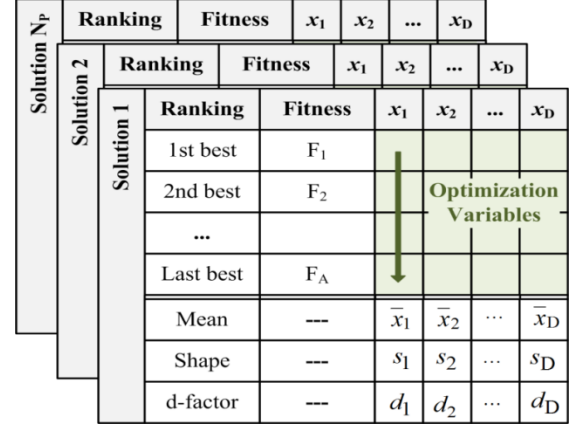 Solution N_P
Ranking Fitness x_1 x_2 ... x_D
Solution 2
Ranking Fitness x_1 x_2 ... x_D
Solution 1
Ranking Fitness x_1 x_2 ... x_D
1st best F_1
2nd best F_2
...
Last best F_A
Optimization
Variables
Mean --- x̄_1 x̄_2 ... x̄_D
Shape --- s_1 s_2 ... s_D
d-factor --- d_1 d_2 ... d_D